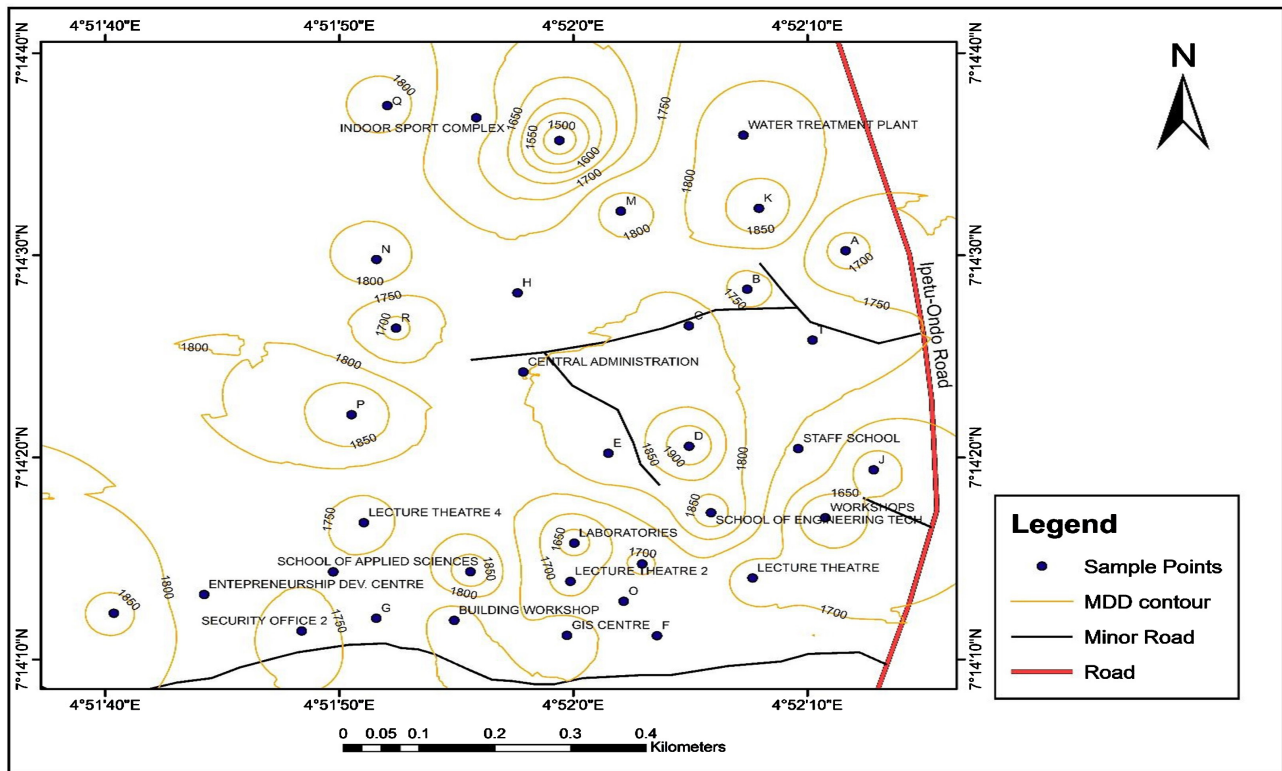 4°51'40"E 4°51'50"E 4°52'0"E 4°52'10"E
7°14'40"N 7°14'40"N
N
1800
Q
1750
1650
INDOOR SPORT COMPLEX
1500
1550
1600
1700
WATER TREATMENT PLANT
1800
M
1800
K
1850
A
1700
N
1800
7°14'30"N 7°14'30"N
H
B
1750
1750
1750
R
1700
C
T
Ipetu-Ondo Road
1800
1800
CENTRAL ADMINISTRATION
P
1850
E
D
1900
1850
1800
STAFF SCHOOL
J
7°14'20"N 7°14'20"N
1650
WORKSHOPS
1850
SCHOOL OF ENGINEERING TECH
LECTURE THEATRE 4
1750
LABORATORIES
1650
1700
1700
SCHOOL OF APPLIED SCIENCES
1850
1800
LECTURE THEATRE 2
LECTURE THEATRE
ENTEPRENEURSHIP DEV. CENTRE
1800
1850
O
1700
SECURITY OFFICE 2
1750
G
BUILDING WORKSHOP
GIS CENTRE
F
7°14'10"N 7°14'10"N
4°51'40"E 4°51'50"E 4°52'0"E 4°52'10"E
0 0.05 0.1 0.2 0.3 0.4
Kilometers
Legend
Sample Points
MDD contour
Minor Road
Road